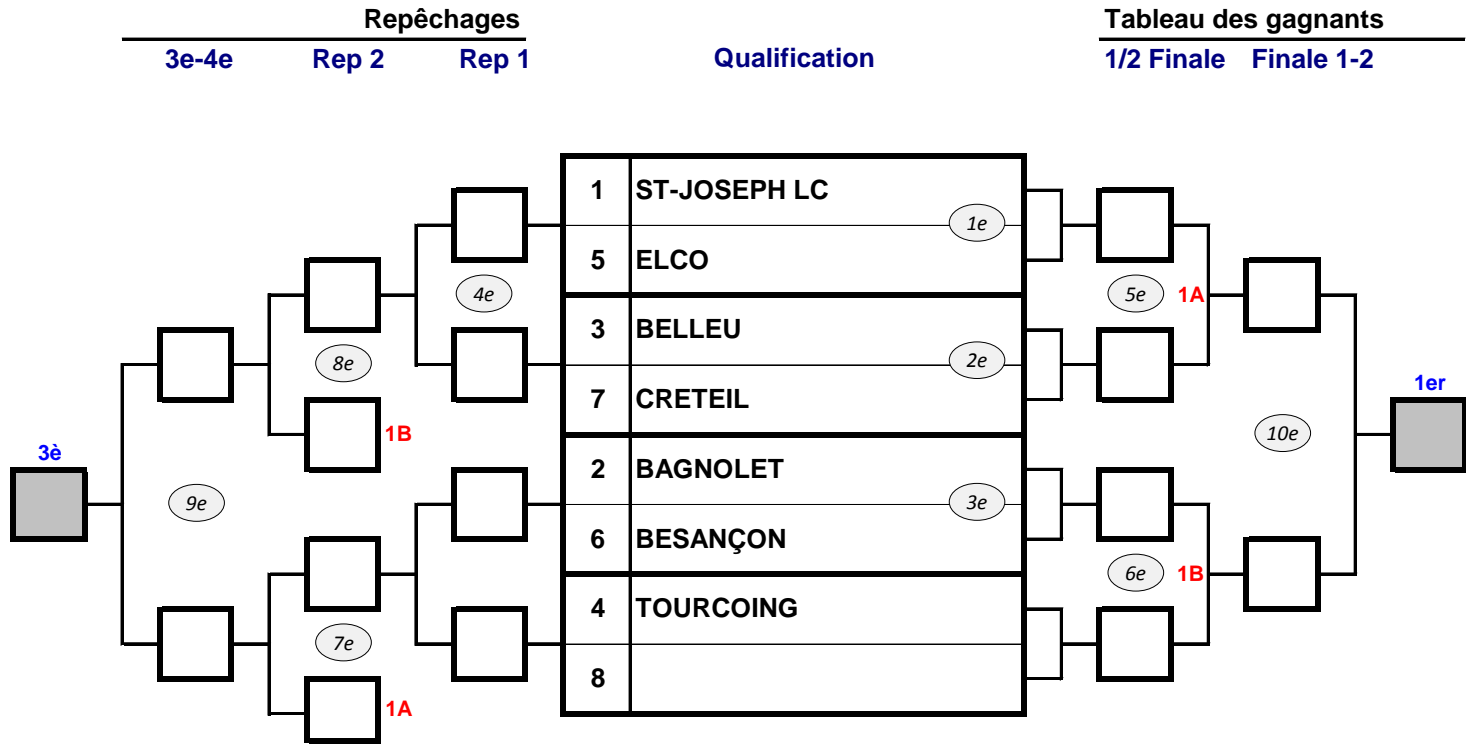 Repêchages Tableau des gagnants
3e-4e Rep 2 Rep 1 Qualification 1/2 Finale Finale 1-2
1 ST-JOSEPH LC
1e
5 ELCO
4e 5e 1A
3 BELLEU
8e 2e
7 CRETEIL
1er
1B 10e
3è
2 BAGNOLET
9e 3e
6 BESANÇON
6e 1B
4 TOURCOING
7e
8
1A